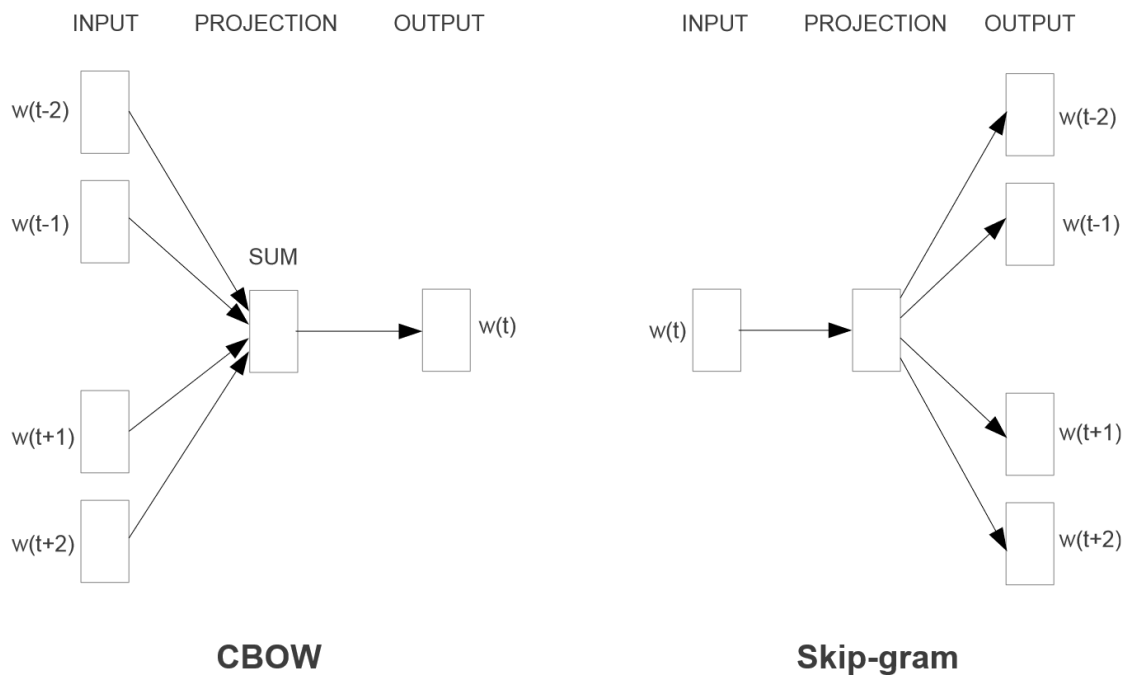 INPUT PROJECTION OUTPUT
w(t-2)
w(t-1)
SUM
w(t)
w(t+1)
w(t+2)
CBOW
INPUT PROJECTION OUTPUT
w(t-2)
w(t-1)
w(t)
w(t+1)
w(t+2)
Skip-gram